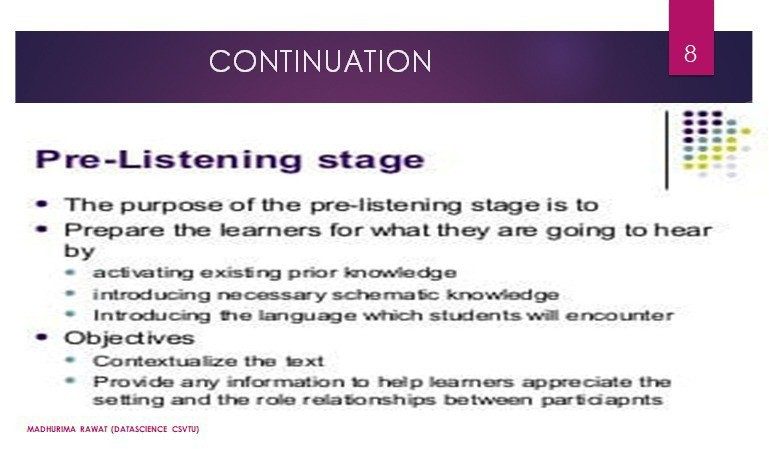 CONTINUATION
8
Pre-Listening stage
The purpose of the pre-listening stage is to
Prepare the learners for what they are going to hear
by
activating existing prior knowledge
introducing necessary schematic knowledge
Introducing the language which students will encounter
Objectives
Contextualize the text
Provide any information to help learners appreciate the
setting and the role relationships between particiapnts
MADHURIMA RAWAT (DATASCIENCE CSVTU)